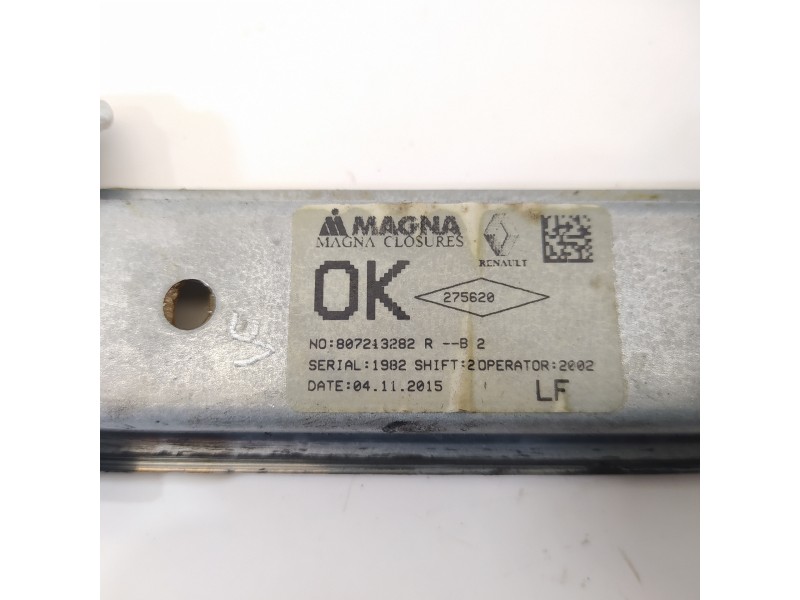 MAGNA
MAGNA CLOSURES
RENAULT
OK
275620
NO:807213282 R --B 2
SERIAL:1982 SHIFT:2 OPERATOR:2002
DATE:04.11.2015
LF